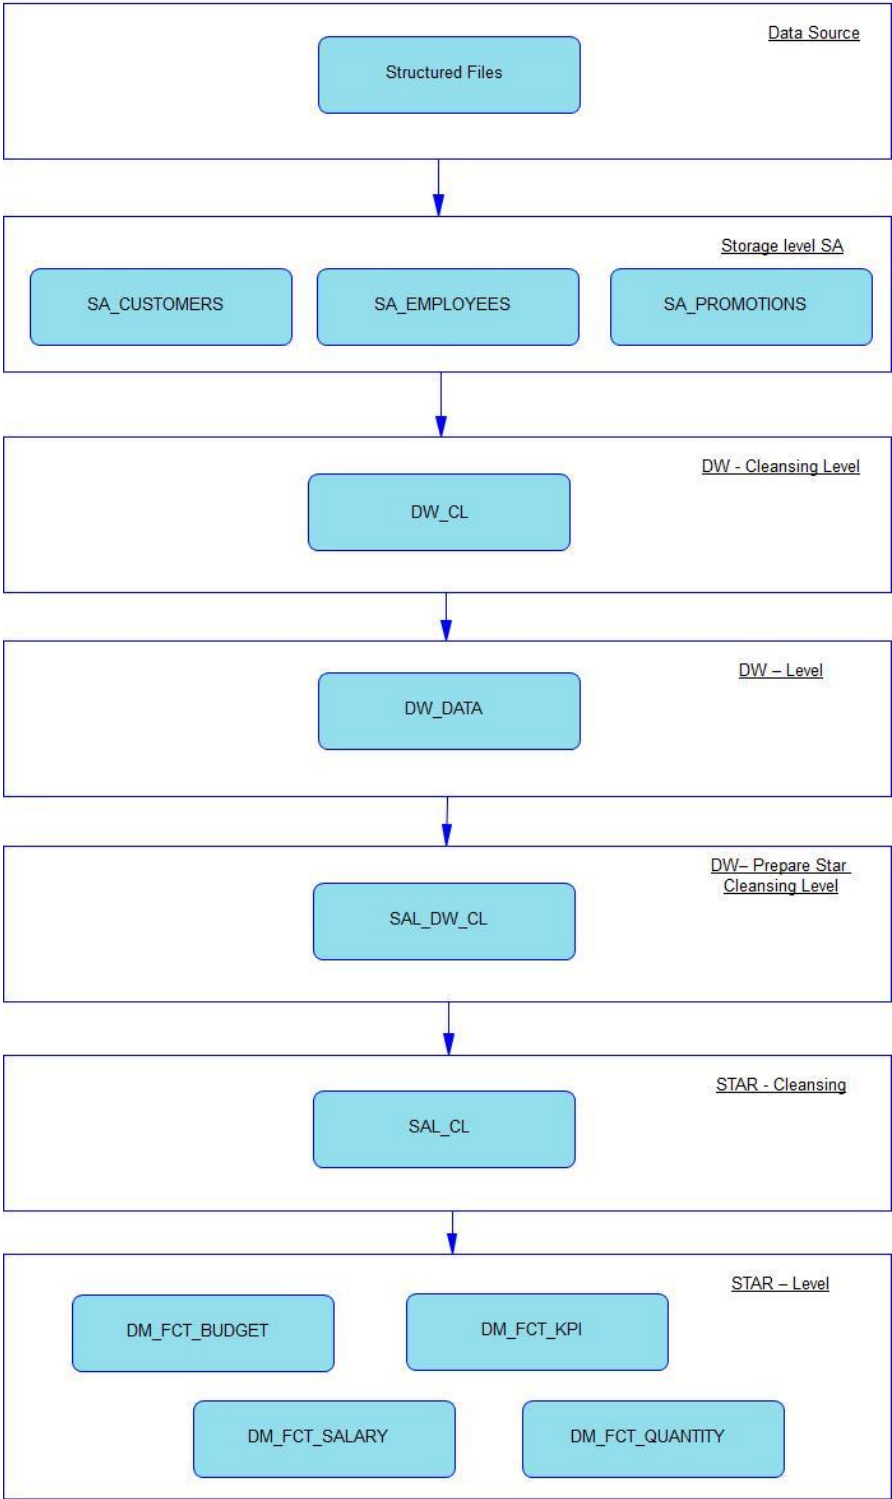 Data Source
Structured Files
Storage level SA
SA_CUSTOMERS
SA_EMPLOYEES
SA_PROMOTIONS
DW - Cleansing Level
DW_CL
DW – Level
DW_DATA
DW– Prepare Star
Cleansing Level
SAL_DW_CL
STAR - Cleansing
SAL_CL
STAR – Level
DM_FCT_BUDGET
DM_FCT_KPI
DM_FCT_SALARY
DM_FCT_QUANTITY